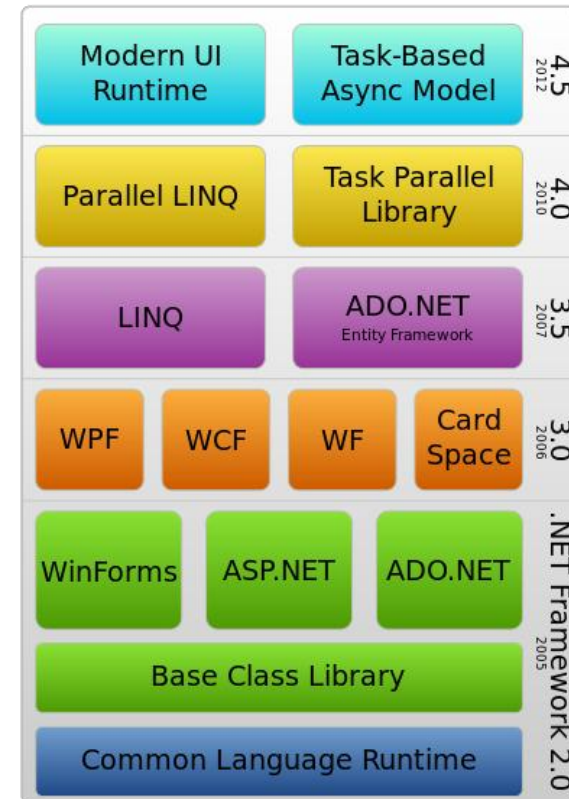 Modern UI
Runtime
Task-Based
Async Model
4.5
2012
Parallel LINQ
Task Parallel
Library
4.0
2010
LINQ
ADO.NET
Entity Framework
3.5
2007
WPF
WCF
WF
Card
Space
3.0
2006
WinForms
ASP.NET
ADO.NET
Base Class Library
Common Language Runtime
.NET Framework 2.0
2005